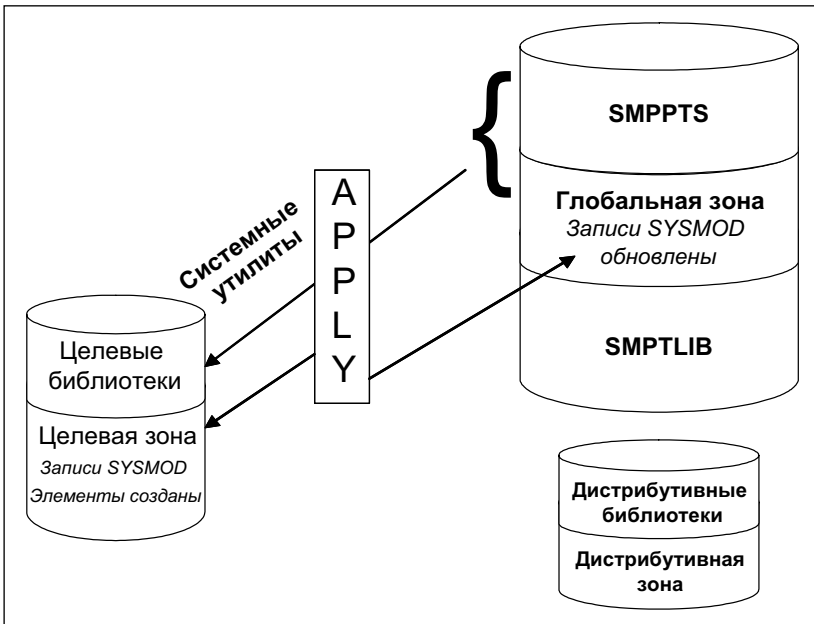 SMPPTS
Глобальная зона
Записи SYSMOD
обновлены
SMPTLIB
A
P
P
L
Y
Системные
утилиты
Целевые
библиотеки
Целевая зона
Записи SYSMOD
Элементы созданы
Дистрибутивные
библиотеки
Дистрибутивная
зона